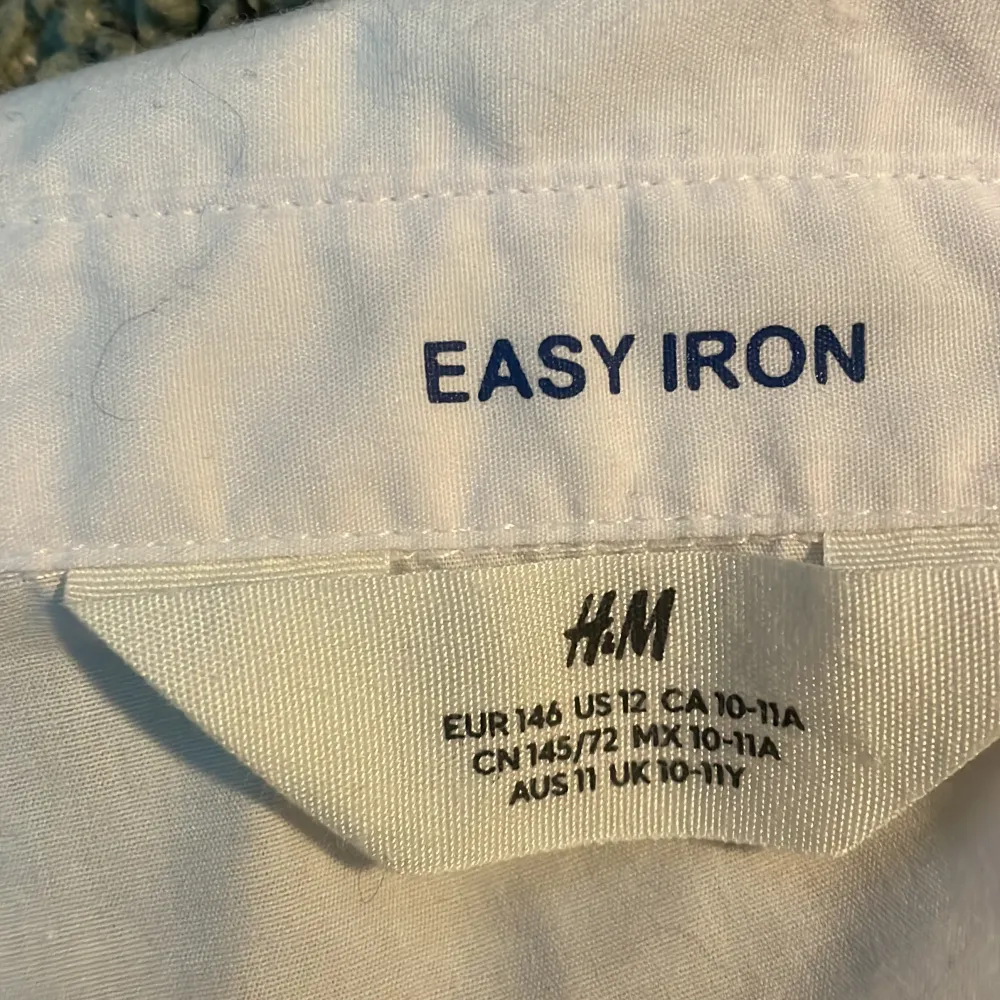 EASY IRON
H&M
EUR 146 US 12 CA 10-11A
CN 145/72 MX 10-11A
AUS 11 UK 10-11Y